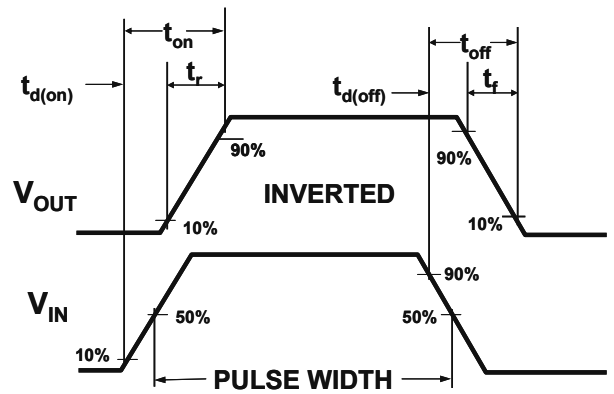 t_on
t_off
t_d(on)
t_r
t_d(off)
t_f
90%
90%
V_OUT
INVERTED
10%
10%
90%
V_IN
50%
50%
10%
PULSE WIDTH